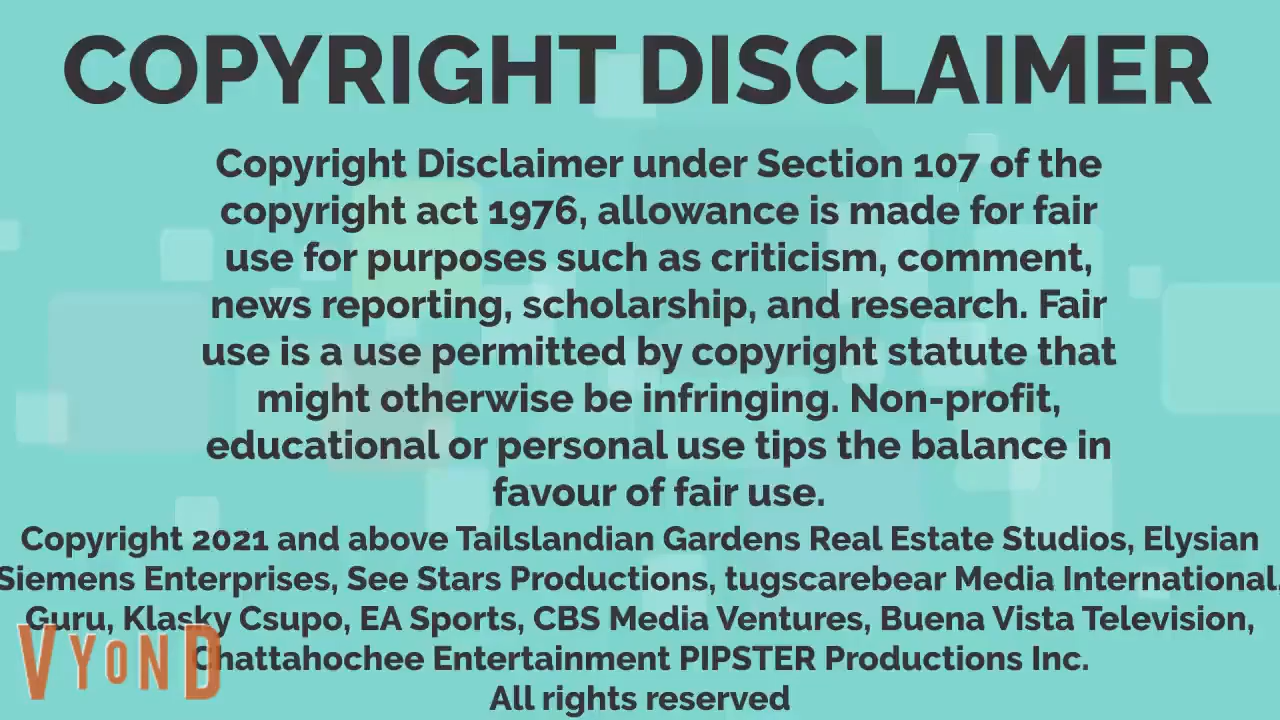 COPYRIGHT DISCLAIMER
Copyright Disclaimer under Section 107 of the
copyright act 1976, allowance is made for fair
use for purposes such as criticism, comment,
news reporting, scholarship, and research. Fair
use is a use permitted by copyright statute that
might otherwise be infringing. Non-profit,
educational or personal use tips the balance in
favour of fair use.
Copyright 2021 and above Tailslandian Gardens Real Estate Studios, Elysian
Siemens Enterprises, See Stars Productions, tugscarebear Media International,
Guru, Klasky Csupo, EA Sports, CBS Media Ventures, Buena Vista Television,
Chattahochee Entertainment PIPSTER Productions Inc.
All rights reserved
VYOND